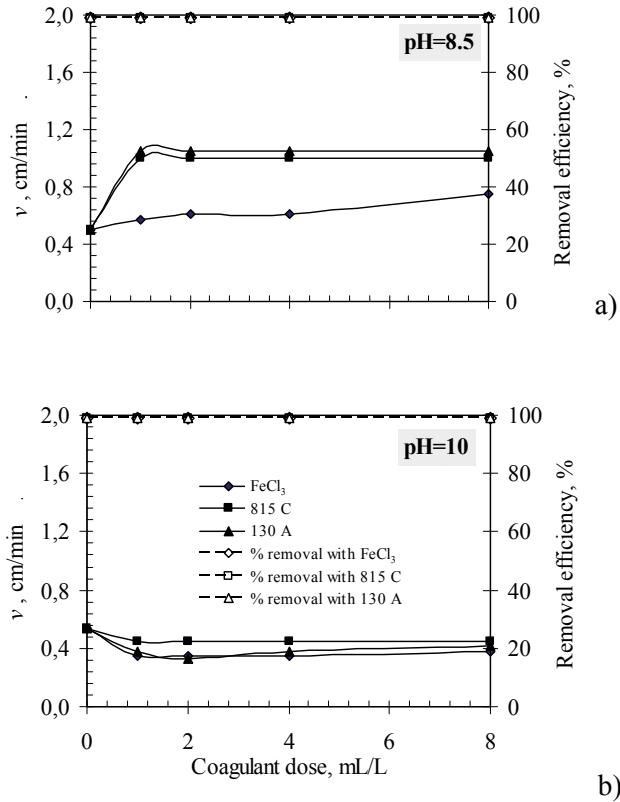 2,0
1,6
1,2
0,8
0,4
0,0
v , cm/min .
100
80
60
40
20
0
Removal efficiency, %
pH=8.5
a)
2,0
1,6
1,2
0,8
0,4
0,0
v , cm/min .
100
80
60
40
20
0
Removal efficiency, %
pH=10
FeCl₃
815 C
130 A
% removal with FeCl₃
% removal with 815 C
% removal with 130 A
0 2 4 6 8
Coagulant dose, mL/L
b)